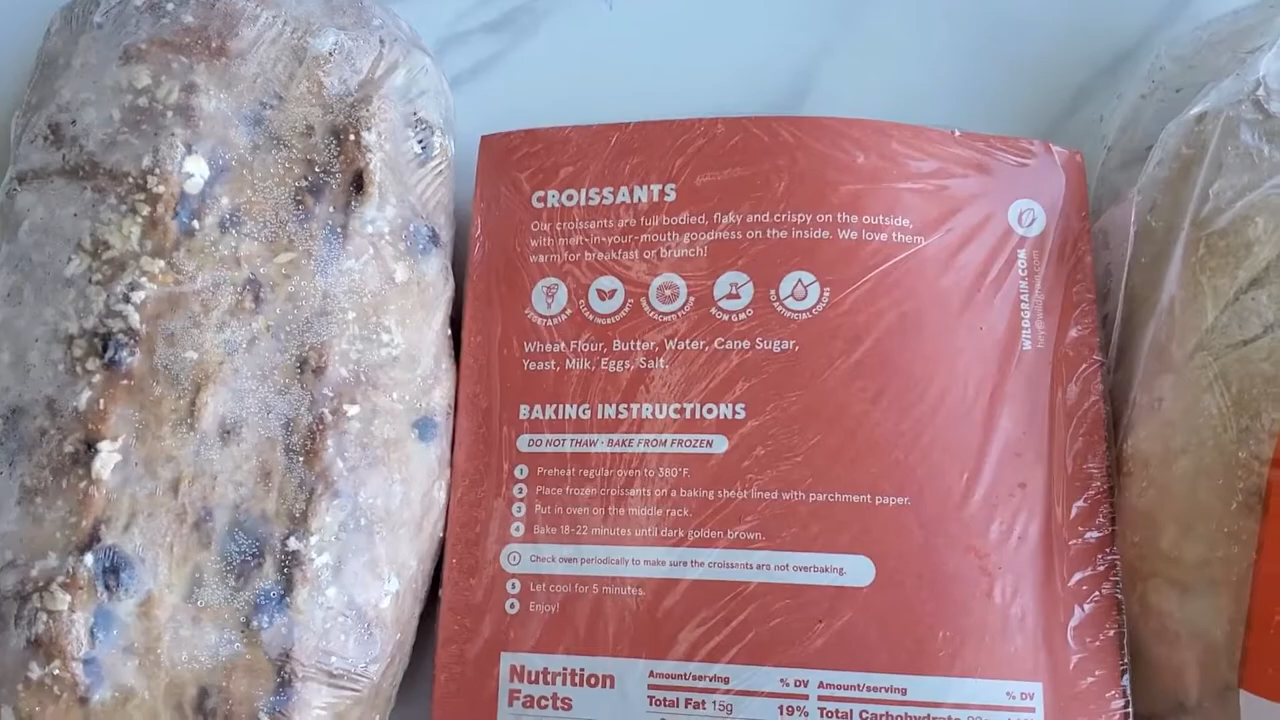 CROISSANTS
Our croissants are full bodied, flaky and crispy on the outside,
with melt-in-your-mouth goodness on the inside. We love them
warm for breakfast or brunch!
VEGETARIAN
CLEAN INGREDIENTS
UNBLEACHED FLOUR
NON GMO
NO ARTIFICIAL COLORS
WILDGRAIN.COM
Wheat Flour, Butter, Water, Cane Sugar,
Yeast, Milk, Eggs, Salt.
BAKING INSTRUCTIONS
DO NOT THAW · BAKE FROM FROZEN
1 Preheat regular oven to 380°F.
2 Place frozen croissants on a baking sheet lined with parchment paper.
3 Put in oven on the middle rack.
4 Bake 18-22 minutes until dark golden brown.
! Check oven periodically to make sure the croissants are not overbaking.
5 Let cool for 5 minutes.
6 Enjoy!
Nutrition
Facts
Amount/serving % DV
Total Fat 15g 19%
Amount/serving % DV
Total Carbohydrate